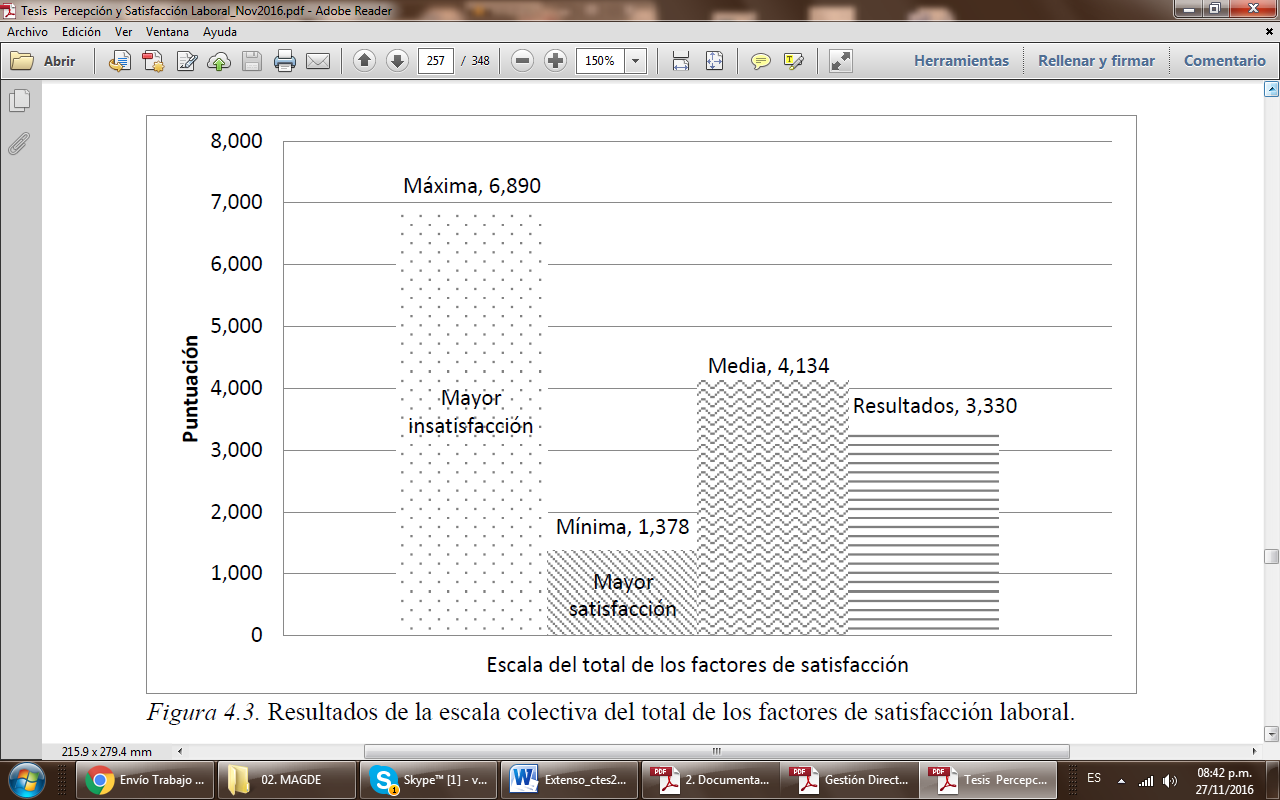 Tesis  Percepción y Satisfacción Laboral_Nov2016.pdf - Adobe Reader
Archivo Edición Ver Ventana Ayuda
Abrir 257 / 348 150% Herramientas Rellenar y firmar Comentario
8,000
7,000
6,000
5,000
4,000
3,000
2,000
1,000
0
Puntuación
Máxima, 6,890
Mayor
insatisfacción
Mínima, 1,378
Mayor
satisfacción
Media, 4,134
Resultados, 3,330
Escala del total de los factores de satisfacción
Figura 4.3. Resultados de la escala colectiva del total de los factores de satisfacción laboral.
215.9 x 279.4 mm
Envío Trabajo ... 02. MAGDE Skype™ [1] - v... Extenso_ctes2... 2. Documenta... Gestión Direct... Tesis  Percepc... ES 08:42 p.m.
27/11/2016